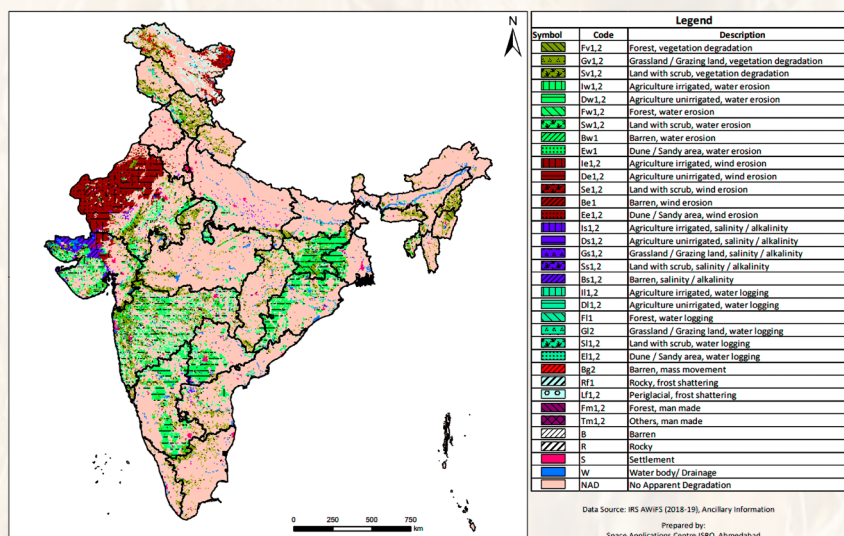 N
0 250 500 750
km
Legend
Symbol Code Description
Fv1,2 Forest, vegetation degradation
Gv1,2 Grassland / Grazing land, vegetation degradation
Sv1,2 Land with scrub, vegetation degradation
Iw1,2 Agriculture irrigated, water erosion
Dw1,2 Agriculture unirrigated, water erosion
Fw1,2 Forest, water erosion
Sw1,2 Land with scrub, water erosion
Bw1 Barren, water erosion
Ew1 Dune / Sandy area, water erosion
Ie1,2 Agriculture irrigated, wind erosion
De1,2 Agriculture unirrigated, wind erosion
Se1,2 Land with scrub, wind erosion
Be1 Barren, wind erosion
Ee1,2 Dune / Sandy area, wind erosion
Is1,2 Agriculture irrigated, salinity / alkalinity
Ds1,2 Agriculture unirrigated, salinity / alkalinity
Gs1,2 Grassland / Grazing land, salinity / alkalinity
Ss1,2 Land with scrub, salinity / alkalinity
Bs1,2 Barren, salinity / alkalinity
Il1,2 Agriculture irrigated, water logging
Dl1,2 Agriculture unirrigated, water logging
Fl1 Forest, water logging
Gl2 Grassland / Grazing land, water logging
Sl1,2 Land with scrub, water logging
El1,2 Dune / Sandy area, water logging
Bg2 Barren, mass movement
Rf1 Rocky, frost shattering
Lf1,2 Periglacial, frost shattering
Fm1,2 Forest, man made
Tm1,2 Others, man made
B Barren
R Rocky
S Settlement
W Water body/ Drainage
NAD No Apparent Degradation
Data Source: IRS AWiFS (2018-19), Ancillary Information
Prepared by:
Space Applications Centre ISRO, Ahmedabad